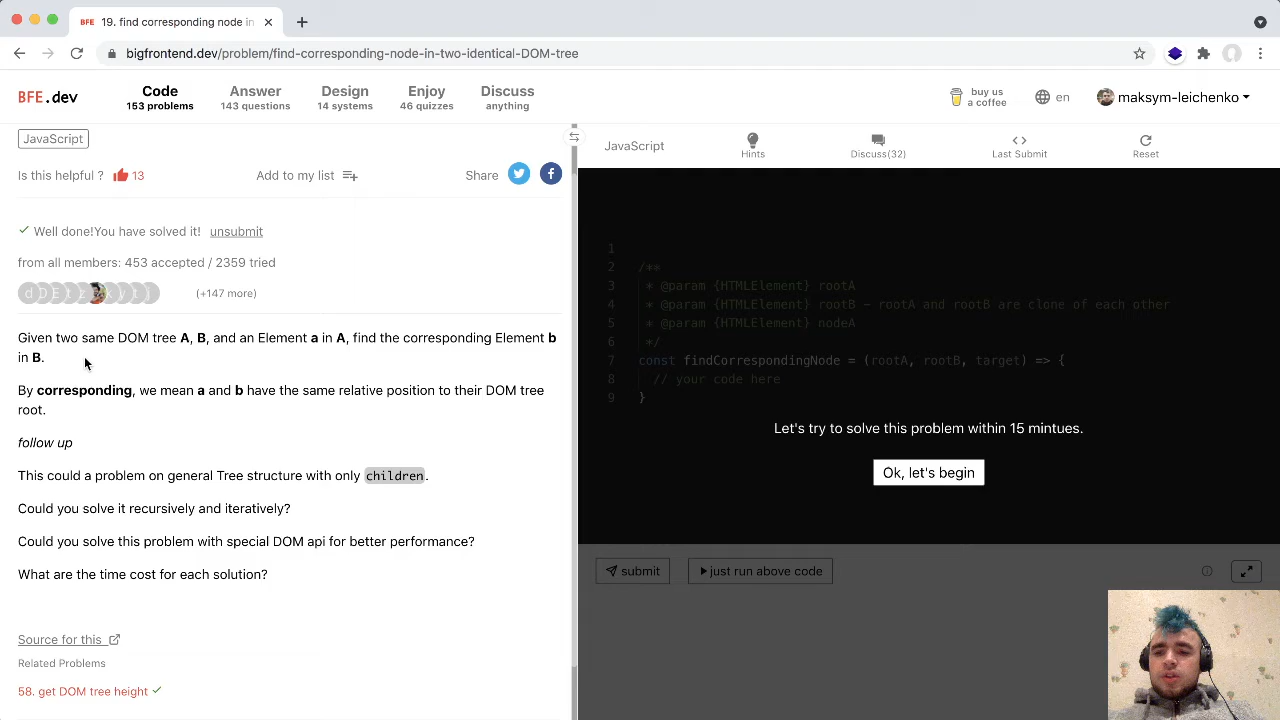 BFE 19. find corresponding node in
bigfrontend.dev/problem/find-corresponding-node-in-two-identical-DOM-tree
BFE.dev
Code
153 problems
Answer
143 questions
Design
14 systems
Enjoy
46 quizzes
Discuss
anything
buy us
a coffee
en
maksym-leichenko
JavaScript
Is this helpful ? 13
Add to my list
Share
Well done!You have solved it! unsubmit
from all members: 453 accepted / 2359 tried
(+147 more)
Given two same DOM tree A, B, and an Element a in A, find the corresponding Element b
in B.
By corresponding, we mean a and b have the same relative position to their DOM tree
root.
follow up
This could a problem on general Tree structure with only children.
Could you solve it recursively and iteratively?
Could you solve this problem with special DOM api for better performance?
What are the time cost for each solution?
Source for this
Related Problems
58. get DOM tree height
JavaScript
Hints
Discuss(32)
Last Submit
Reset
1
2 /**
3 * @param {HTMLElement} rootA
4 * @param {HTMLElement} rootB - rootA and rootB are clone of each other
5 * @param {HTMLElement} nodeA
6 */
7 const findCorrespondingNode = (rootA, rootB, target) => {
8 // your code here
9 }
Let's try to solve this problem within 15 mintues.
Ok, let's begin
submit
just run above code